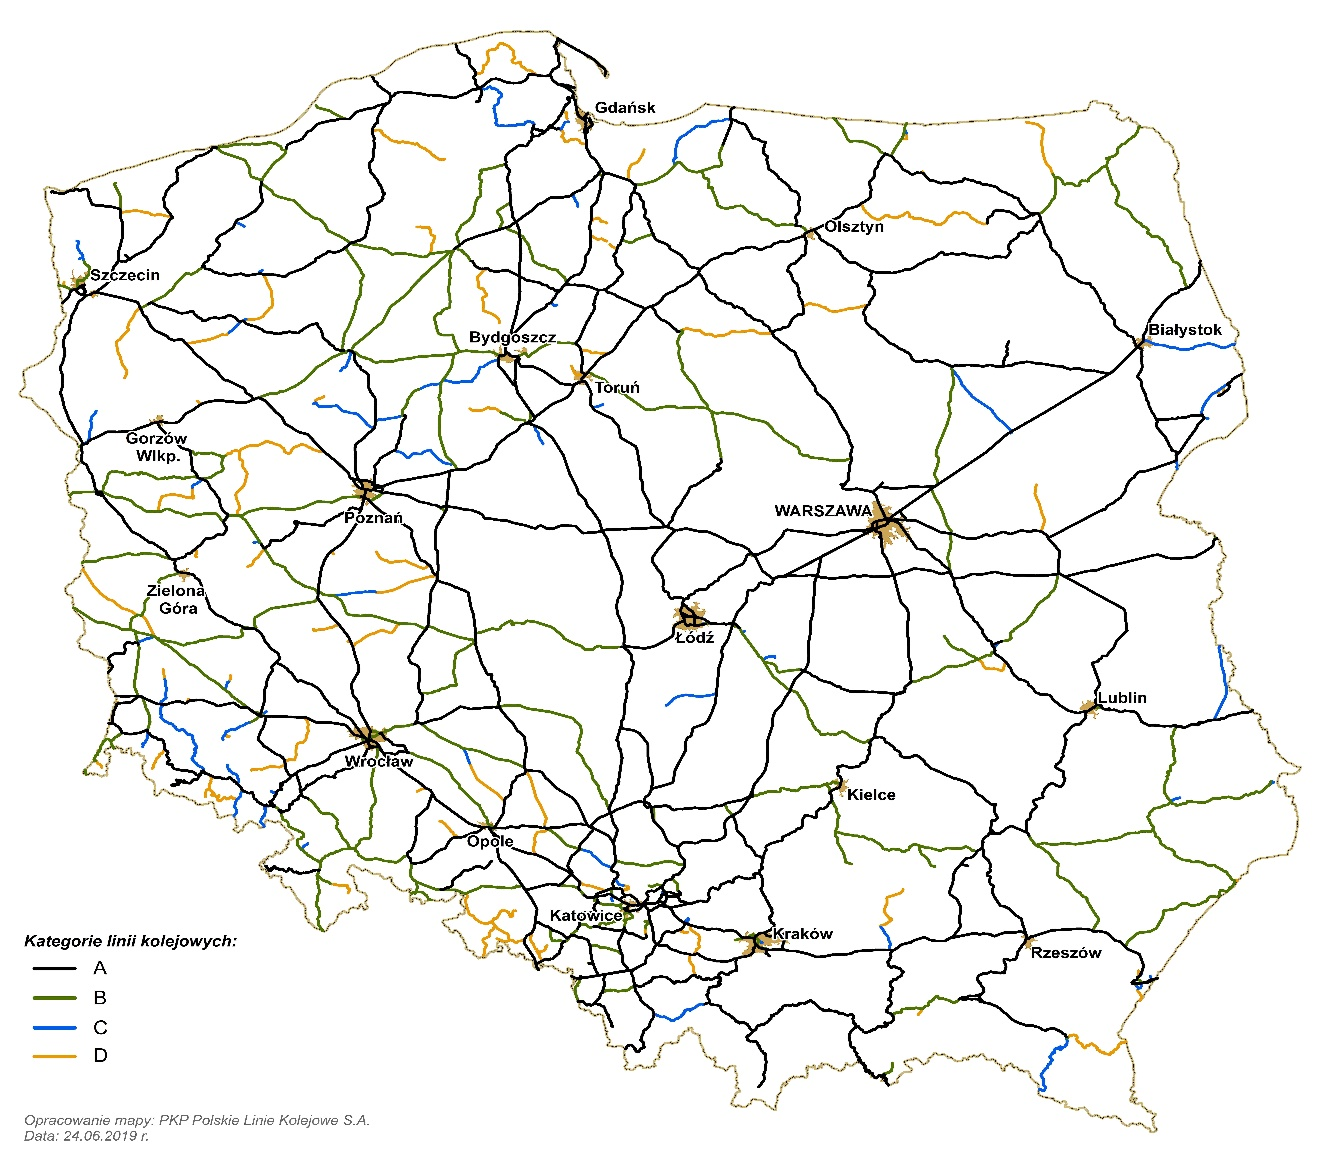 Gdańsk
Olsztyn
Szczecin
Białystok
Bydgoszcz
Toruń
Gorzów
Wlkp.
Poznań
WARSZAWA
Zielona
Góra
Łódź
Lublin
Wrocław
Kielce
Opole
Katowice
Kraków
Rzeszów
Kategorie linii kolejowych:
A
B
C
D
Opracowanie mapy: PKP Polskie Linie Kolejowe S.A.
Data: 24.06.2019 r.